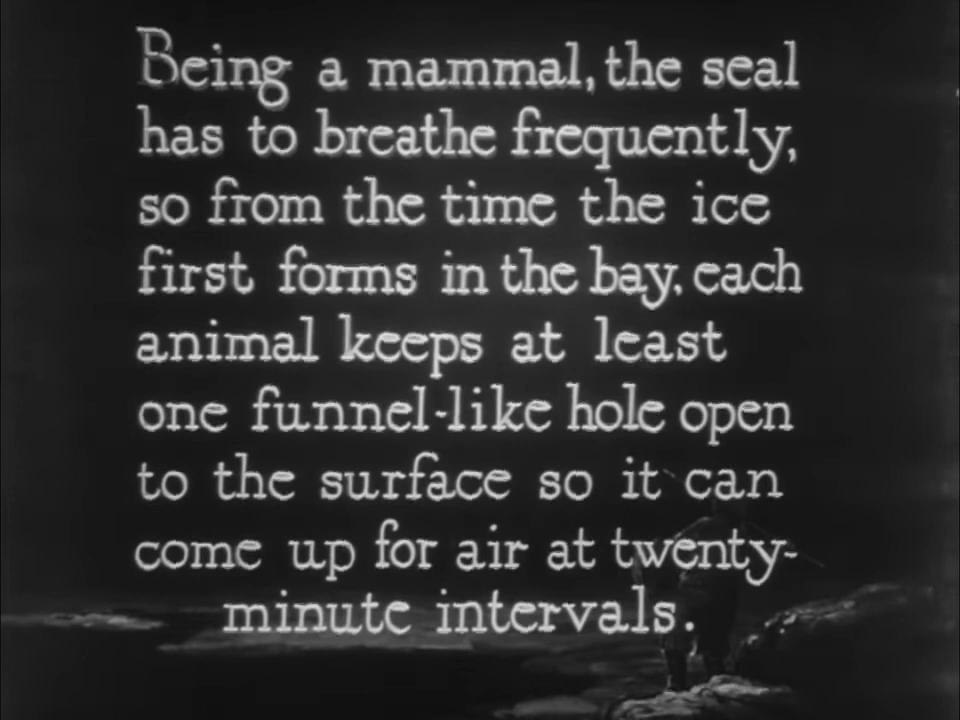 Being a mammal, the seal
has to breathe frequently,
so from the time the ice
first forms in the bay, each
animal keeps at least
one funnel-like hole open
to the surface so it can
come up for air at twenty-
minute intervals.